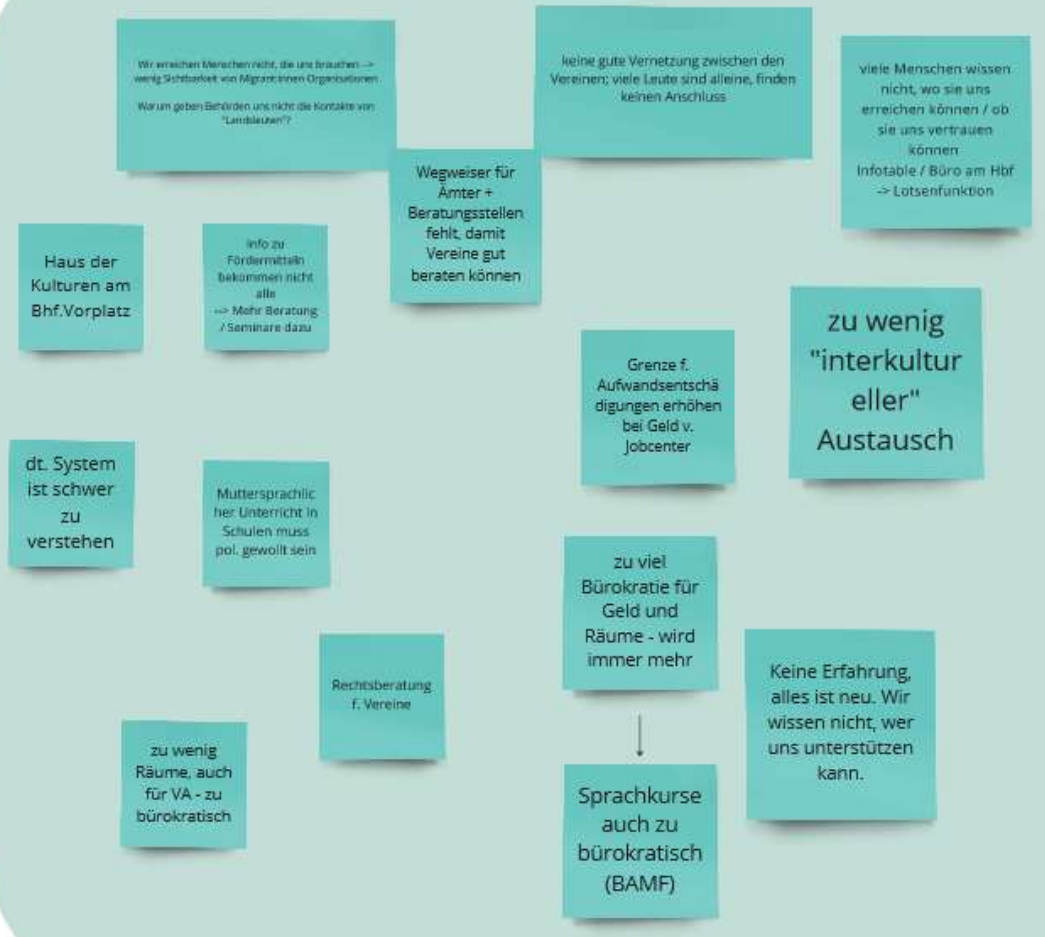 Wir erreichen Menschen nicht, die uns brauchen -->
wenig Sichtbarkeit von Migrant:innen Organisationen.
Warum geben Behörden uns nicht die Kontakte von
"Landsleuten"?
keine gute Vernetzung zwischen den
Vereinen; viele Leute sind alleine, finden
keinen Anschluss
viele Menschen wissen
nicht, wo sie uns
erreichen können / ob
sie uns vertrauen
können
Infotable / Büro am Hbf
-> Lotsenfunktion
Wegweiser für
Ämter +
Beratungsstellen
fehlt, damit
Vereine gut
beraten können
Haus der
Kulturen am
Bhf.Vorplatz
Info zu
Fördermitteln
bekommen nicht
alle
--> Mehr Beratung
/ Seminare dazu
Grenze f.
Aufwandsentschä
digungen erhöhen
bei Geld v.
Jobcenter
zu wenig
"interkultur
eller"
Austausch
dt. System
ist schwer
zu
verstehen
Muttersprachlic
her Unterricht in
Schulen muss
pol. gewollt sein
zu viel
Bürokratie für
Geld und
Räume - wird
immer mehr
Rechtsberatung
f. Vereine
Keine Erfahrung,
alles ist neu. Wir
wissen nicht, wer
uns unterstützen
kann.
zu wenig
Räume, auch
für VA - zu
bürokratisch
Sprachkurse
auch zu
bürokratisch
(BAMF)